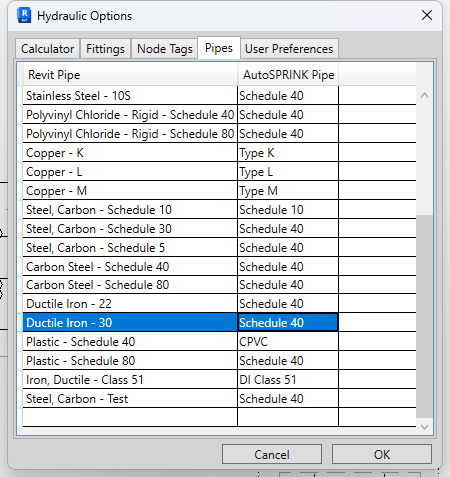 Hydraulic Options
Calculator Fittings Node Tags Pipes User Preferences
Revit Pipe AutoSPRINK Pipe
Stainless Steel - 10S Schedule 40
Polyvinyl Chloride - Rigid - Schedule 40 Schedule 40
Polyvinyl Chloride - Rigid - Schedule 80 Schedule 40
Copper - K Type K
Copper - L Type L
Copper - M Type M
Steel, Carbon - Schedule 10 Schedule 10
Steel, Carbon - Schedule 30 Schedule 40
Steel, Carbon - Schedule 5 Schedule 40
Carbon Steel - Schedule 40 Schedule 40
Carbon Steel - Schedule 80 Schedule 40
Ductile Iron - 22 Schedule 40
Ductile Iron - 30 Schedule 40
Plastic - Schedule 40 CPVC
Plastic - Schedule 80 Schedule 40
Iron, Ductile - Class 51 DI Class 51
Steel, Carbon - Test Schedule 40
Cancel OK